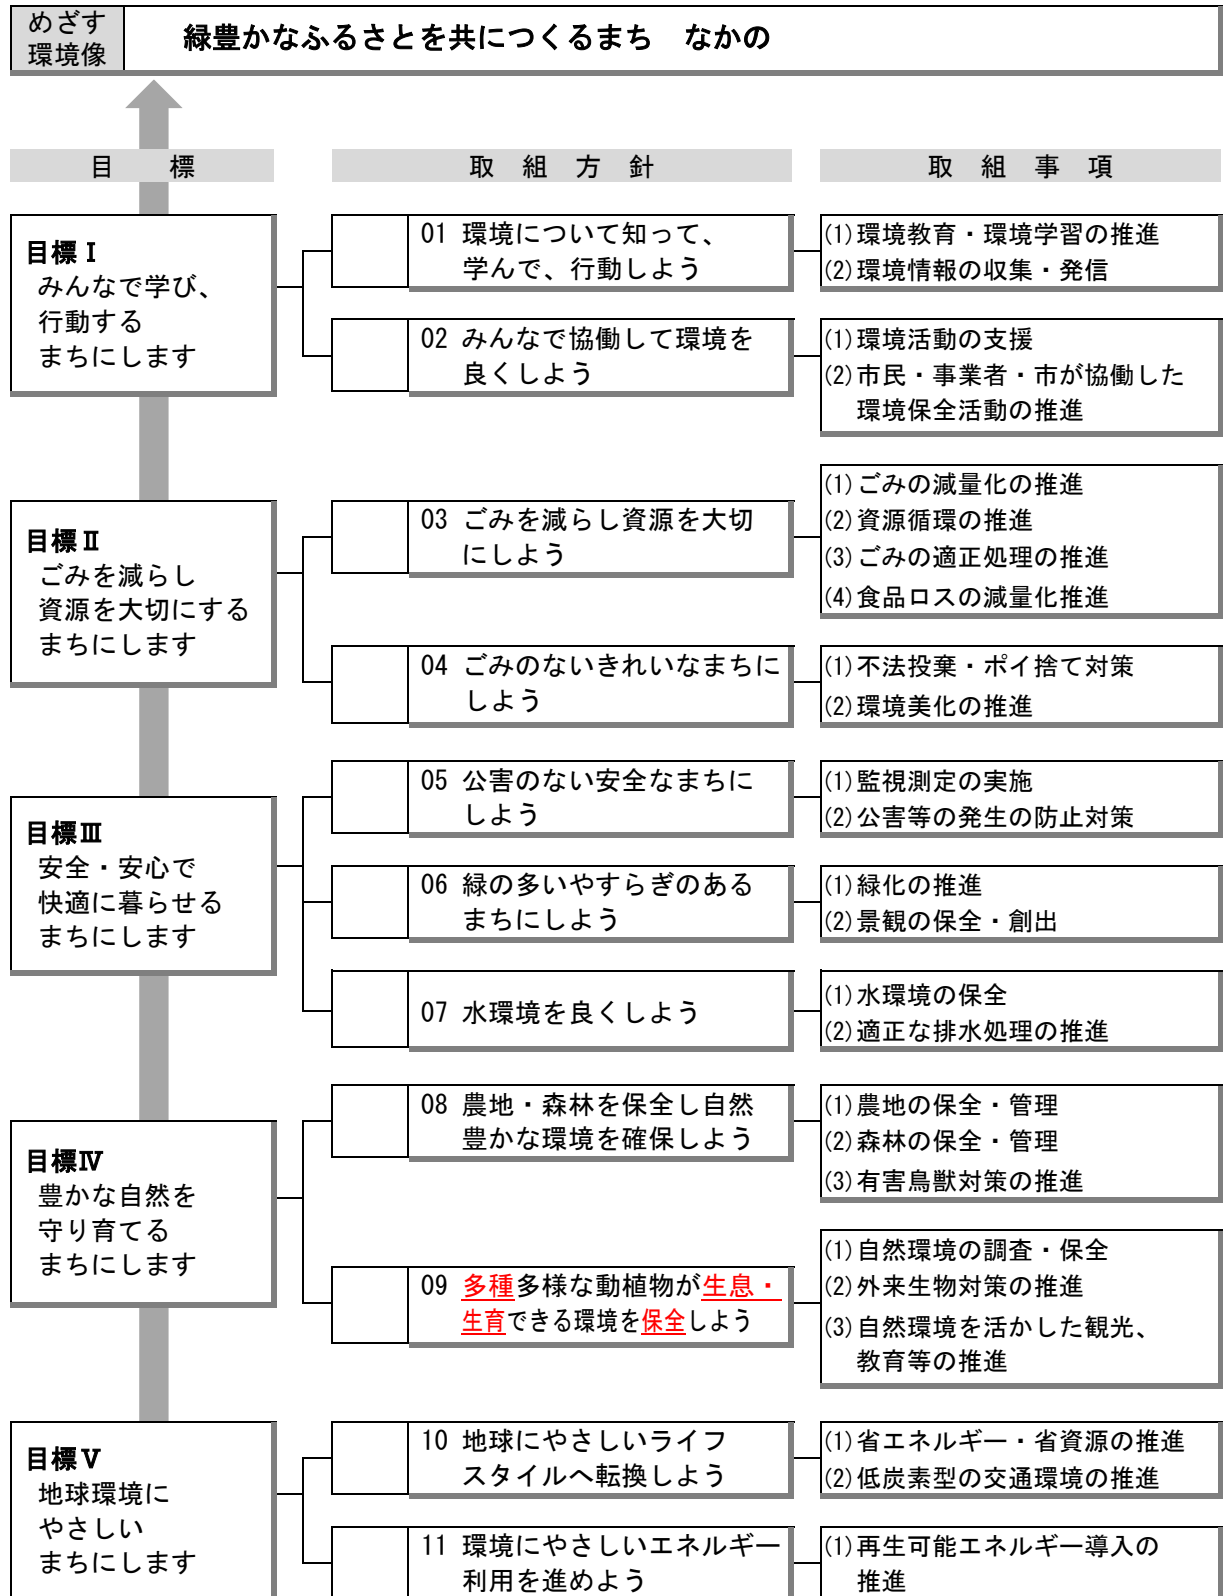 めざす
環境像
緑豊かなふるさとを共につくるまち　なかの
目　　標
取　組　方　針
取　組　事　項
目標Ⅰ
みんなで学び、
行動する
まちにします
01 環境について知って、
学んで、行動しよう
(1)環境教育・環境学習の推進
(2)環境情報の収集・発信
02 みんなで協働して環境を
良くしよう
(1)環境活動の支援
(2)市民・事業者・市が協働した
環境保全活動の推進
目標Ⅱ
ごみを減らし
資源を大切にする
まちにします
03 ごみを減らし資源を大切
にしよう
(1)ごみの減量化の推進
(2)資源循環の推進
(3)ごみの適正処理の推進
(4)食品ロスの減量化推進
04 ごみのないきれいなまちに
しよう
(1)不法投棄・ポイ捨て対策
(2)環境美化の推進
目標Ⅲ
安全・安心で
快適に暮らせる
まちにします
05 公害のない安全なまちに
しよう
(1)監視測定の実施
(2)公害等の発生の防止対策
06 緑の多いやすらぎのある
まちにしよう
(1)緑化の推進
(2)景観の保全・創出
07 水環境を良くしよう
(1)水環境の保全
(2)適正な排水処理の推進
目標Ⅳ
豊かな自然を
守り育てる
まちにします
08 農地・森林を保全し自然
豊かな環境を確保しよう
(1)農地の保全・管理
(2)森林の保全・管理
(3)有害鳥獣対策の推進
09 多種多様な動植物が生息・
生育できる環境を保全しよう
(1)自然環境の調査・保全
(2)外来生物対策の推進
(3)自然環境を活かした観光、
教育等の推進
目標Ⅴ
地球環境に
やさしい
まちにします
10 地球にやさしいライフ
スタイルへ転換しよう
(1)省エネルギー・省資源の推進
(2)低炭素型の交通環境の推進
11 環境にやさしいエネルギー
利用を進めよう
(1)再生可能エネルギー導入の
推進